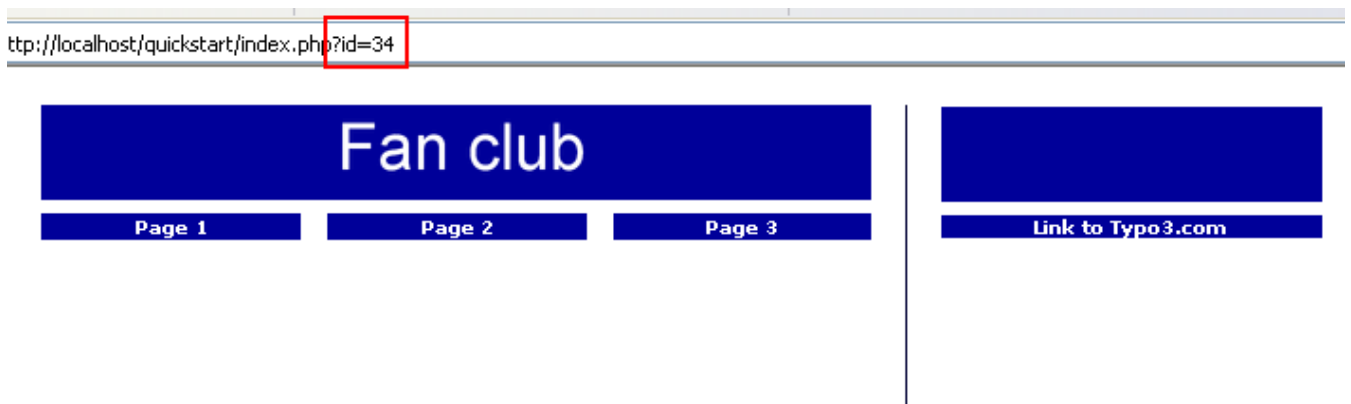 ttp://localhost/quickstart/index.php?id=34
Fan club
Page 1 Page 2 Page 3
Link to Typo3.com